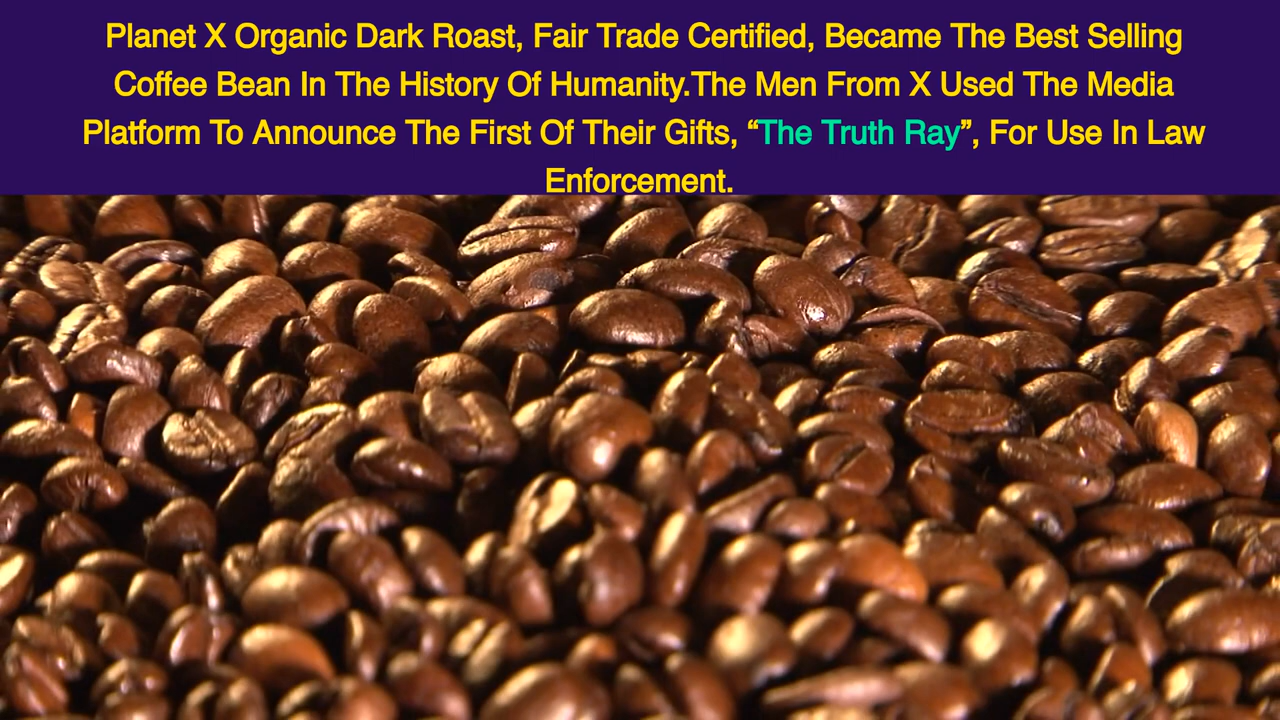 Planet X Organic Dark Roast, Fair Trade Certified, Became The Best Selling
Coffee Bean In The History Of Humanity.The Men From X Used The Media
Platform To Announce The First Of Their Gifts, “The Truth Ray”, For Use In Law
Enforcement.